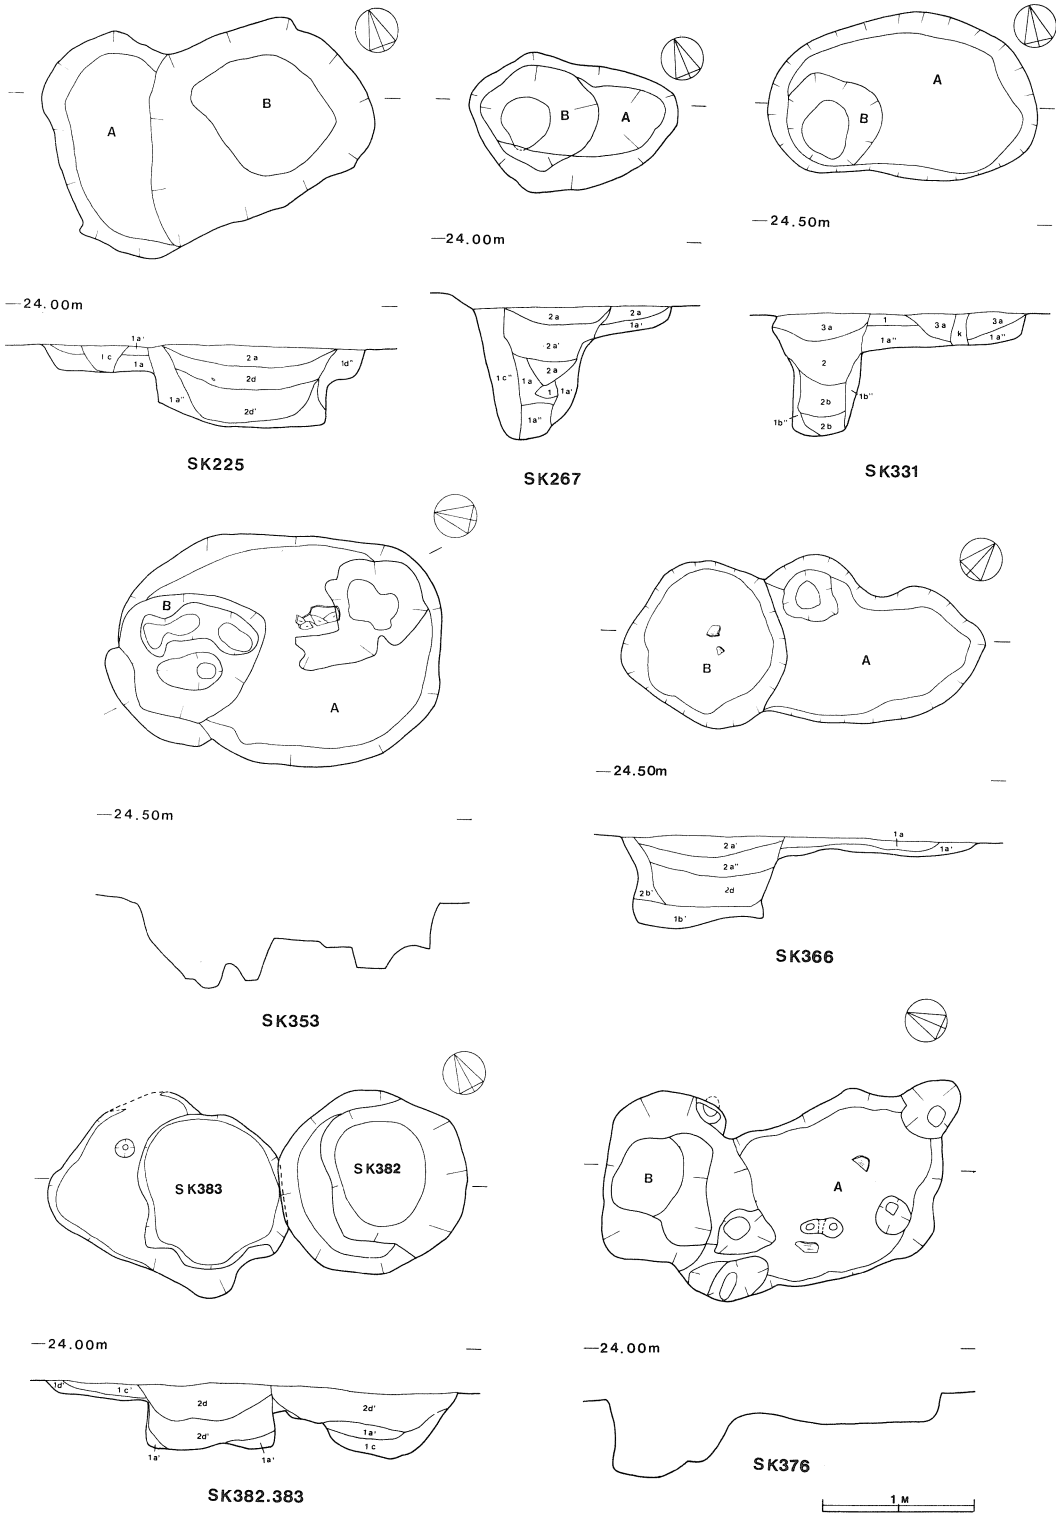 A
B
B
A
A
B
—24.00m
—24.50m
—24.00m
1a'
1c
1a
2a
2d
2d'
1a"
1d"
2a
2a
1a'
2a'
2a
1c"
1a
1
1a'
1a"
3a
1
3a
k
3a
1a"
1a"
2
2b
1b"
1b"
2b
SK225
SK267
SK331
B
A
B
A
—24.50m
—24.50m
1a
2a'
1a'
2a"
2d
2b'
1b'
SK366
SK353
SK383
SK382
B
A
—24.00m
—24.00m
1d'
1c'
2d
2d'
2d'
1a'
1c
1a'
1a'
SK382.383
SK376
1 M